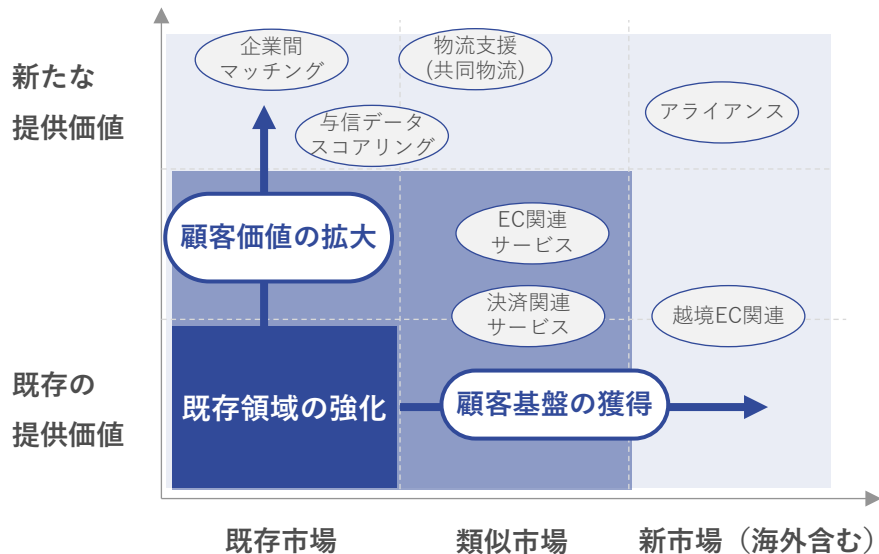 新たな
提供価値
企業間
マッチング
物流支援
(共同物流)
与信データ
スコアリング
アライアンス
顧客価値の拡大
EC関連
サービス
決済関連
サービス
越境EC関連
既存の
提供価値
既存領域の強化
顧客基盤の獲得
既存市場
類似市場
新市場（海外含む）